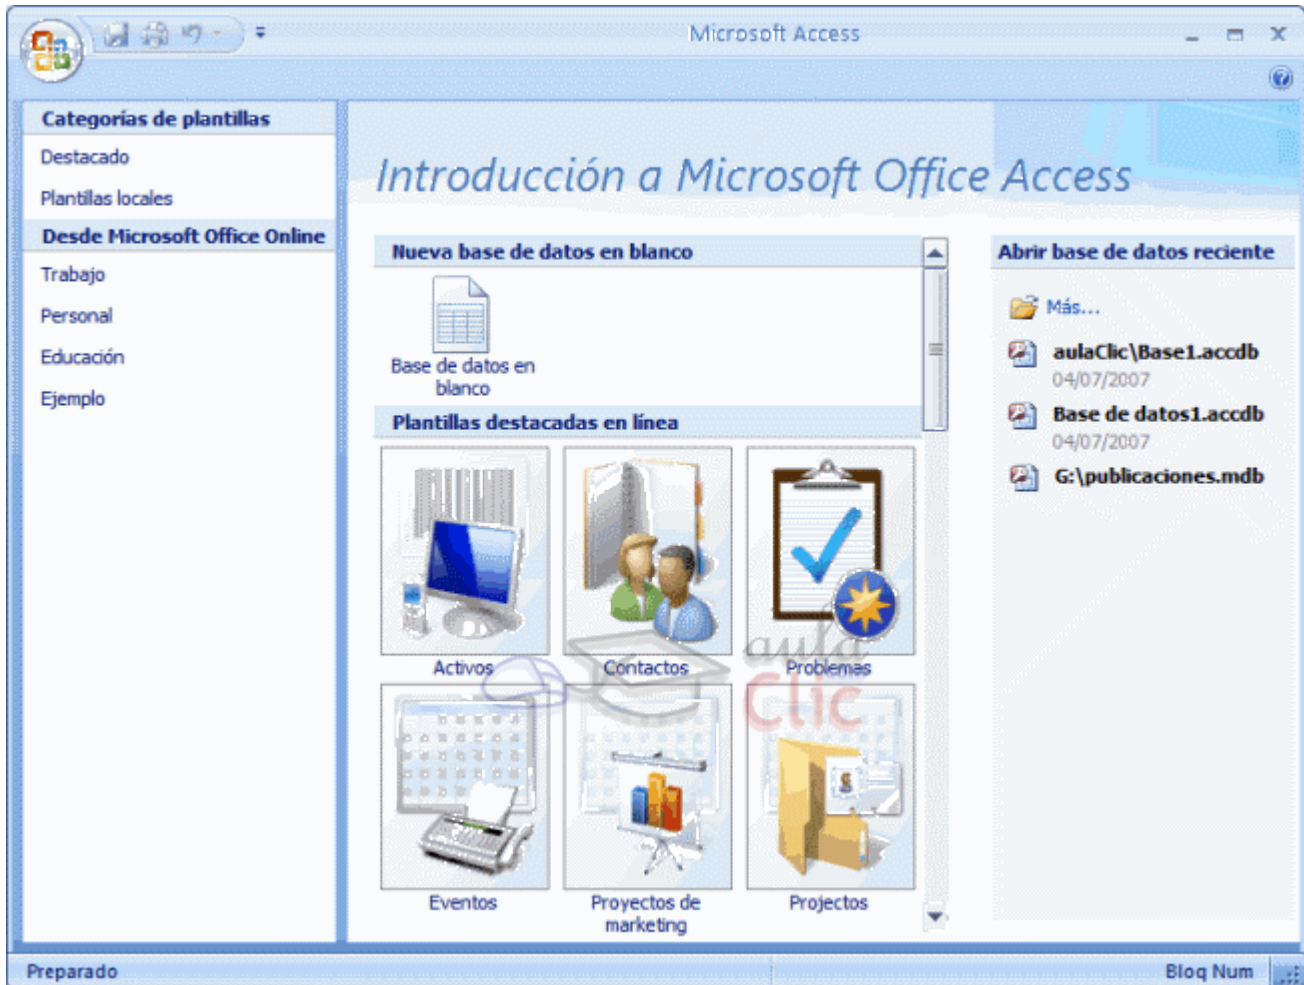 Microsoft Access
Categorías de plantillas
Destacado
Plantillas locales
Desde Microsoft Office Online
Trabajo
Personal
Educación
Ejemplo
Introducción a Microsoft Office Access
Nueva base de datos en blanco
Base de datos en
blanco
Plantillas destacadas en línea
Activos
Contactos
Problemas
Eventos
Proyectos de
marketing
Projectos
aula
Clic
Abrir base de datos reciente
Más...
aulaClic\Base1.accdb
04/07/2007
Base de datos1.accdb
04/07/2007
G:\publicaciones.mdb
Preparado
Bloq Num